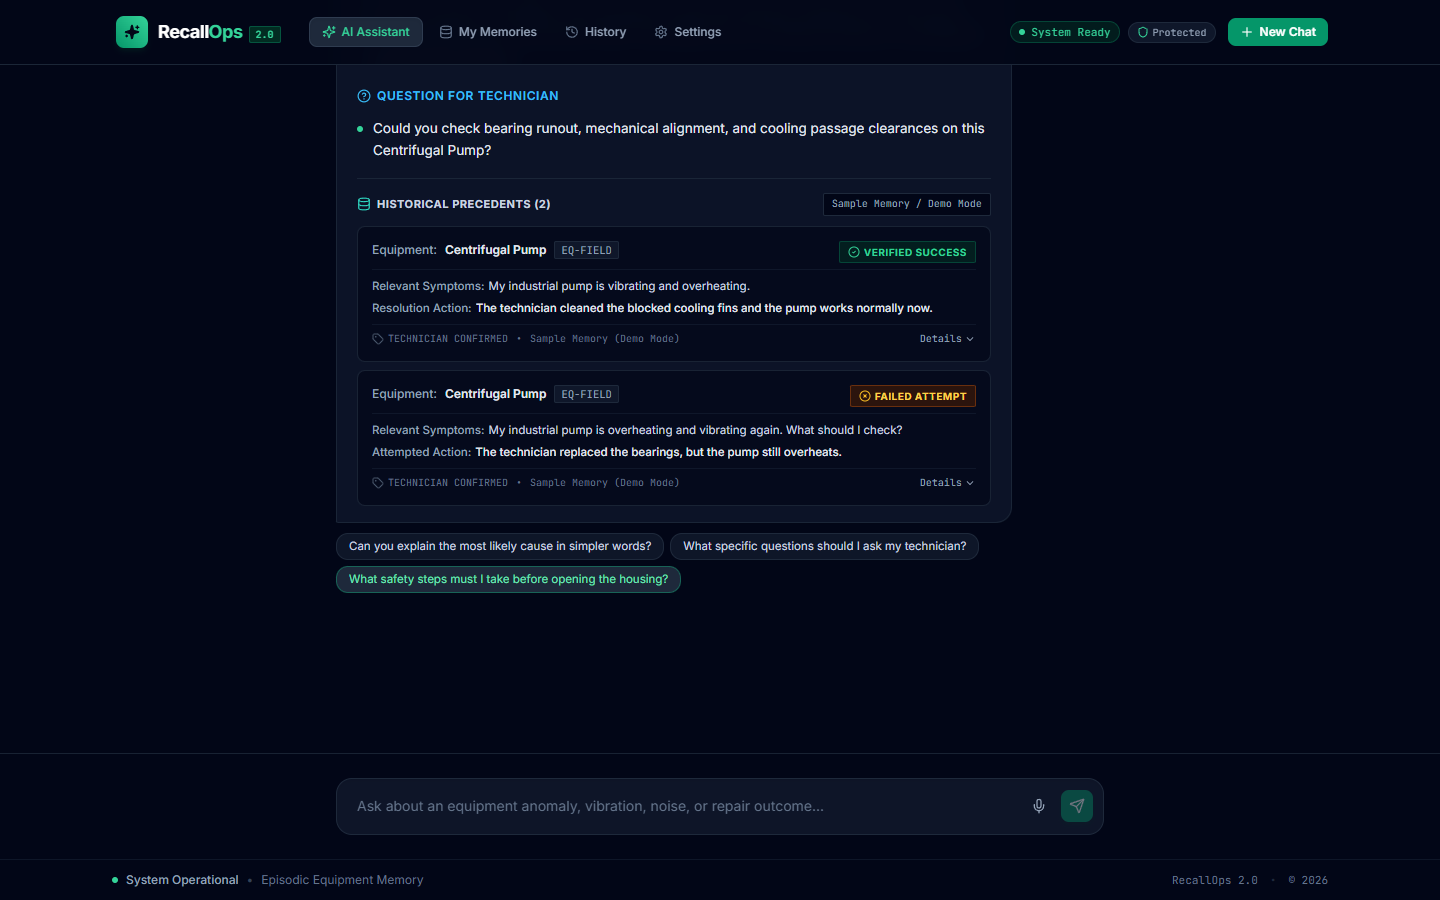 RecallOps 2.0 AI Assistant My Memories History Settings System Ready Protected New Chat
QUESTION FOR TECHNICIAN
Could you check bearing runout, mechanical alignment, and cooling passage clearances on this
Centrifugal Pump?
HISTORICAL PRECEDENTS (2) Sample Memory / Demo Mode
Equipment: Centrifugal Pump EQ-FIELD VERIFIED SUCCESS
Relevant Symptoms: My industrial pump is vibrating and overheating.
Resolution Action: The technician cleaned the blocked cooling fins and the pump works normally now.
TECHNICIAN CONFIRMED • Sample Memory (Demo Mode) Details
Equipment: Centrifugal Pump EQ-FIELD FAILED ATTEMPT
Relevant Symptoms: My industrial pump is overheating and vibrating again. What should I check?
Attempted Action: The technician replaced the bearings, but the pump still overheats.
TECHNICIAN CONFIRMED • Sample Memory (Demo Mode) Details
Can you explain the most likely cause in simpler words? What specific questions should I ask my technician?
What safety steps must I take before opening the housing?
Ask about an equipment anomaly, vibration, noise, or repair outcome...
System Operational • Episodic Equipment Memory RecallOps 2.0 · © 2026